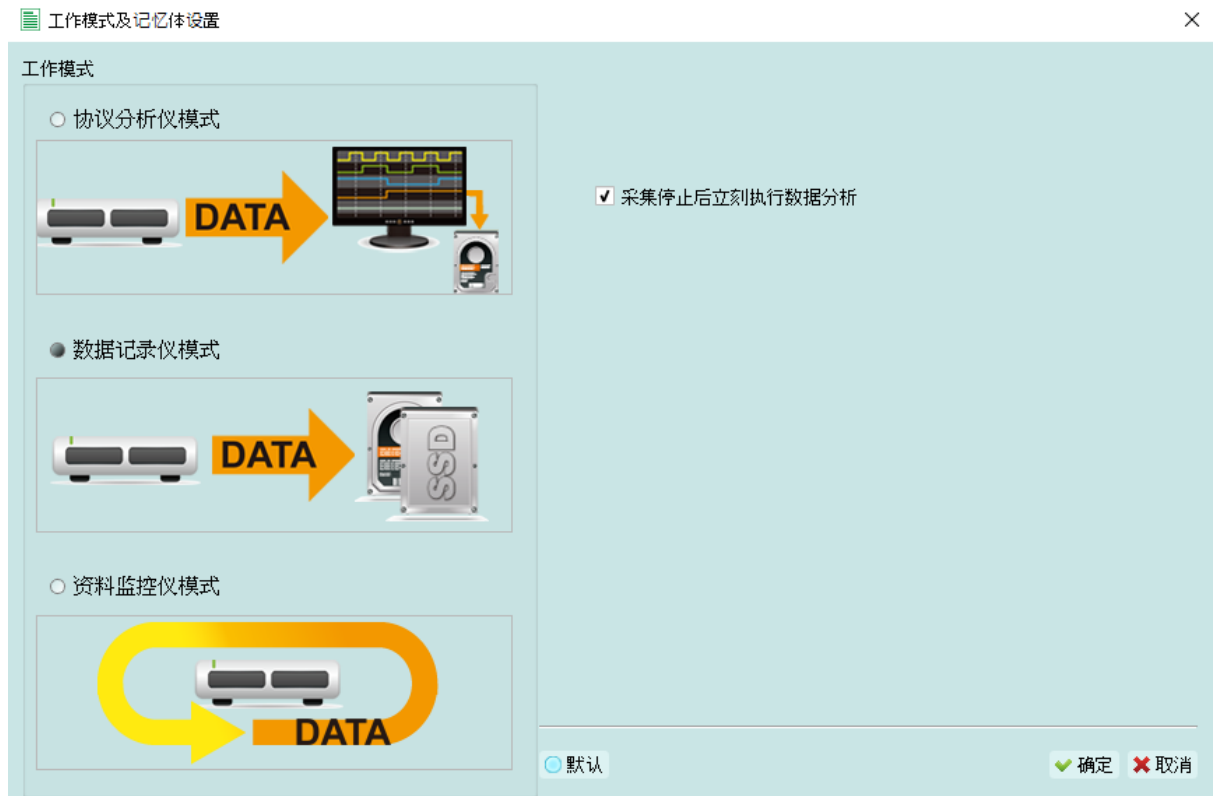 工作模式及记忆体设置
工作模式
协议分析仪模式
DATA
采集停止后立刻执行数据分析
数据记录仪模式
DATA
SSD
资料监控仪模式
DATA
默认
确定
取消